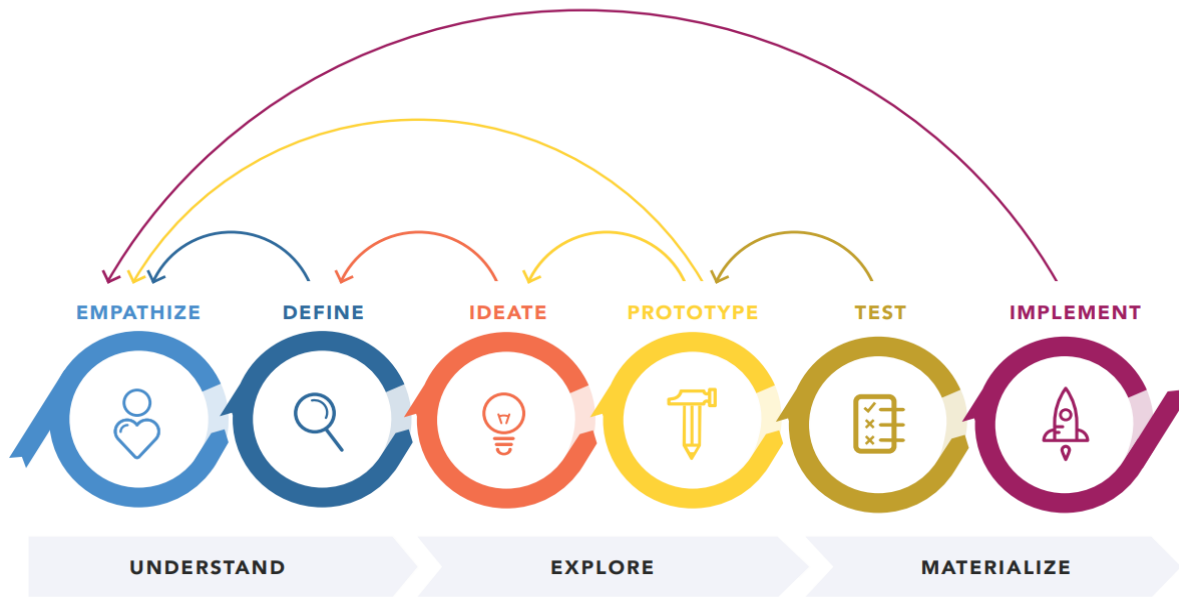 EMPATHIZE
DEFINE
IDEATE
PROTOTYPE
TEST
IMPLEMENT
UNDERSTAND
EXPLORE
MATERIALIZE